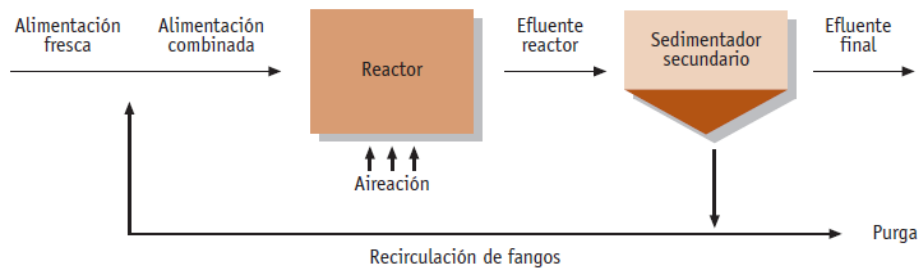 Alimentación
fresca
Alimentación
combinada
Reactor
Efluente
reactor
Sedimentador
secundario
Efluente
final
Aireación
Purga
Recirculación de fangos